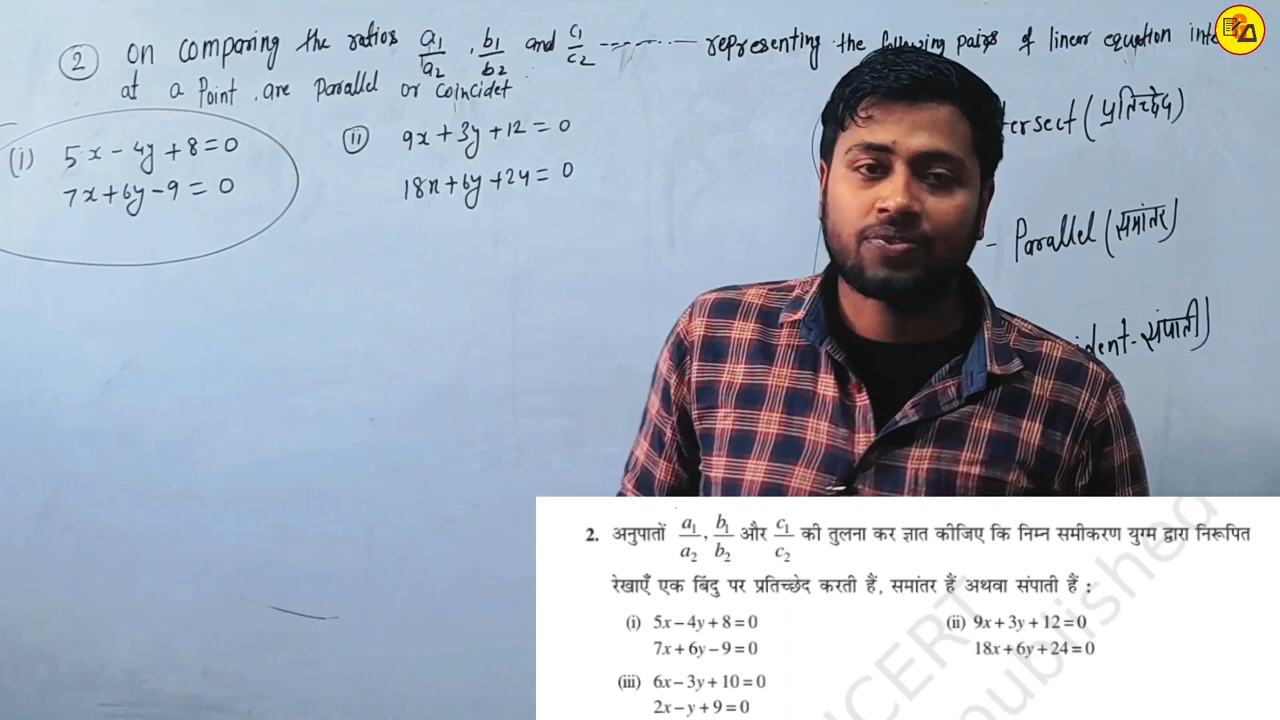 ② on comparing the ratios a1/a2 , b1/b2 and c1/c2 -------- representing the following pairs of linear equation inte
at a Point , are Parallel or Coincidet
(i) 5x - 4y + 8 = 0
7x + 6y - 9 = 0
(ii) 9x + 3y + 12 = 0
18x + 6y + 24 = 0
tersect (प्रतिच्छेद)
- Parallel (समांतर)
ident - संपाती)
2. अनुपातों a1/a2, b1/b2 और c1/c2 की तुलना कर ज्ञात कीजिए कि निम्न समीकरण युग्म द्वारा निरूपित
रेखाएँ एक बिंदु पर प्रतिच्छेद करती हैं, समांतर हैं अथवा संपाती हैं :
(i) 5x – 4y + 8 = 0
7x + 6y – 9 = 0
(ii) 9x + 3y + 12 = 0
18x + 6y + 24 = 0
(iii) 6x – 3y + 10 = 0
2x – y + 9 = 0
NCERT
published